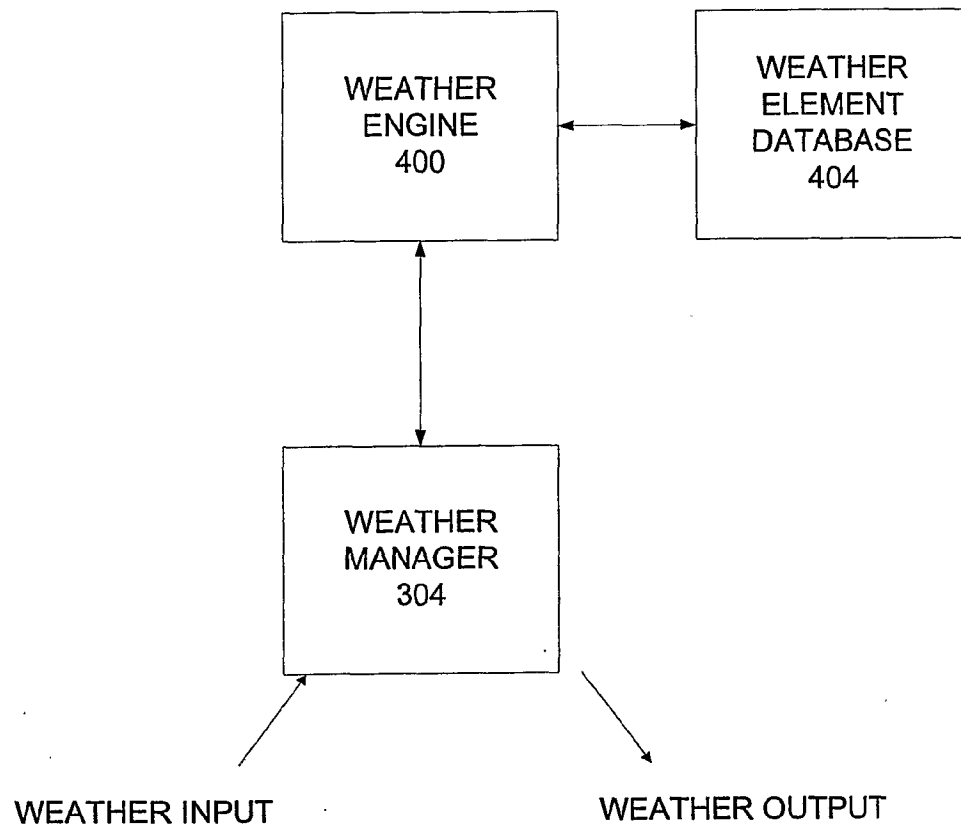 WEATHER
ENGINE
400
WEATHER
ELEMENT
DATABASE
404
WEATHER
MANAGER
304
WEATHER INPUT
WEATHER OUTPUT